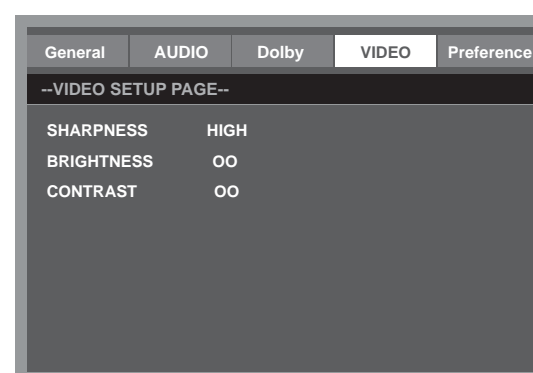 General AUDIO Dolby VIDEO Preference
--VIDEO SETUP PAGE--
SHARPNESS HIGH
BRIGHTNESS OO
CONTRAST OO